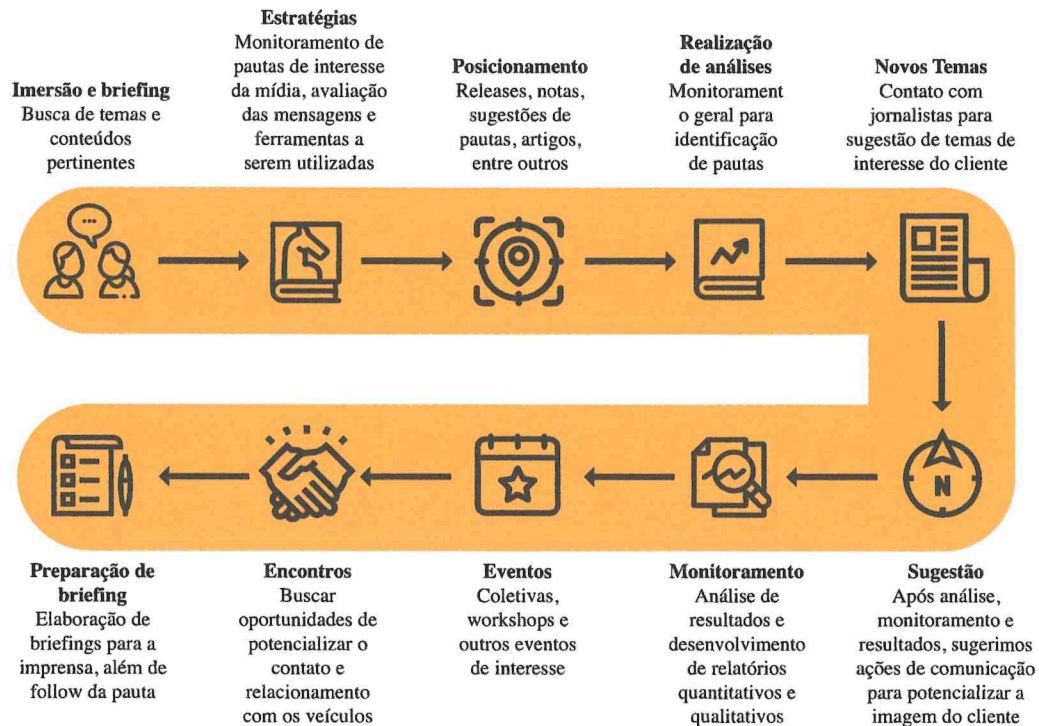 Imersão e briefing
Busca de temas e
conteúdos
pertinentes
Estratégias
Monitoramento de
pautas de interesse
da mídia, avaliação
das mensagens e
ferramentas a
serem utilizadas
Posicionamento
Releases, notas,
sugestões de
pautas, artigos,
entre outros
Realização
de análises
Monitorament
o geral para
identificação
de pautas
Novos Temas
Contato com
jornalistas para
sugestão de temas de
interesse do cliente
N
Preparação de
briefing
Elaboração de
briefings para a
imprensa, além de
follow da pauta
Encontros
Buscar
oportunidades de
potencializar o
contato e
relacionamento
com os veículos
Eventos
Coletivas,
workshops e
outros eventos
de interesse
Monitoramento
Análise de
resultados e
desenvolvimento
de relatórios
quantitativos e
qualitativos
Sugestão
Após análise,
monitoramento e
resultados, sugerimos
ações de comunicação
para potencializar a
imagem do cliente